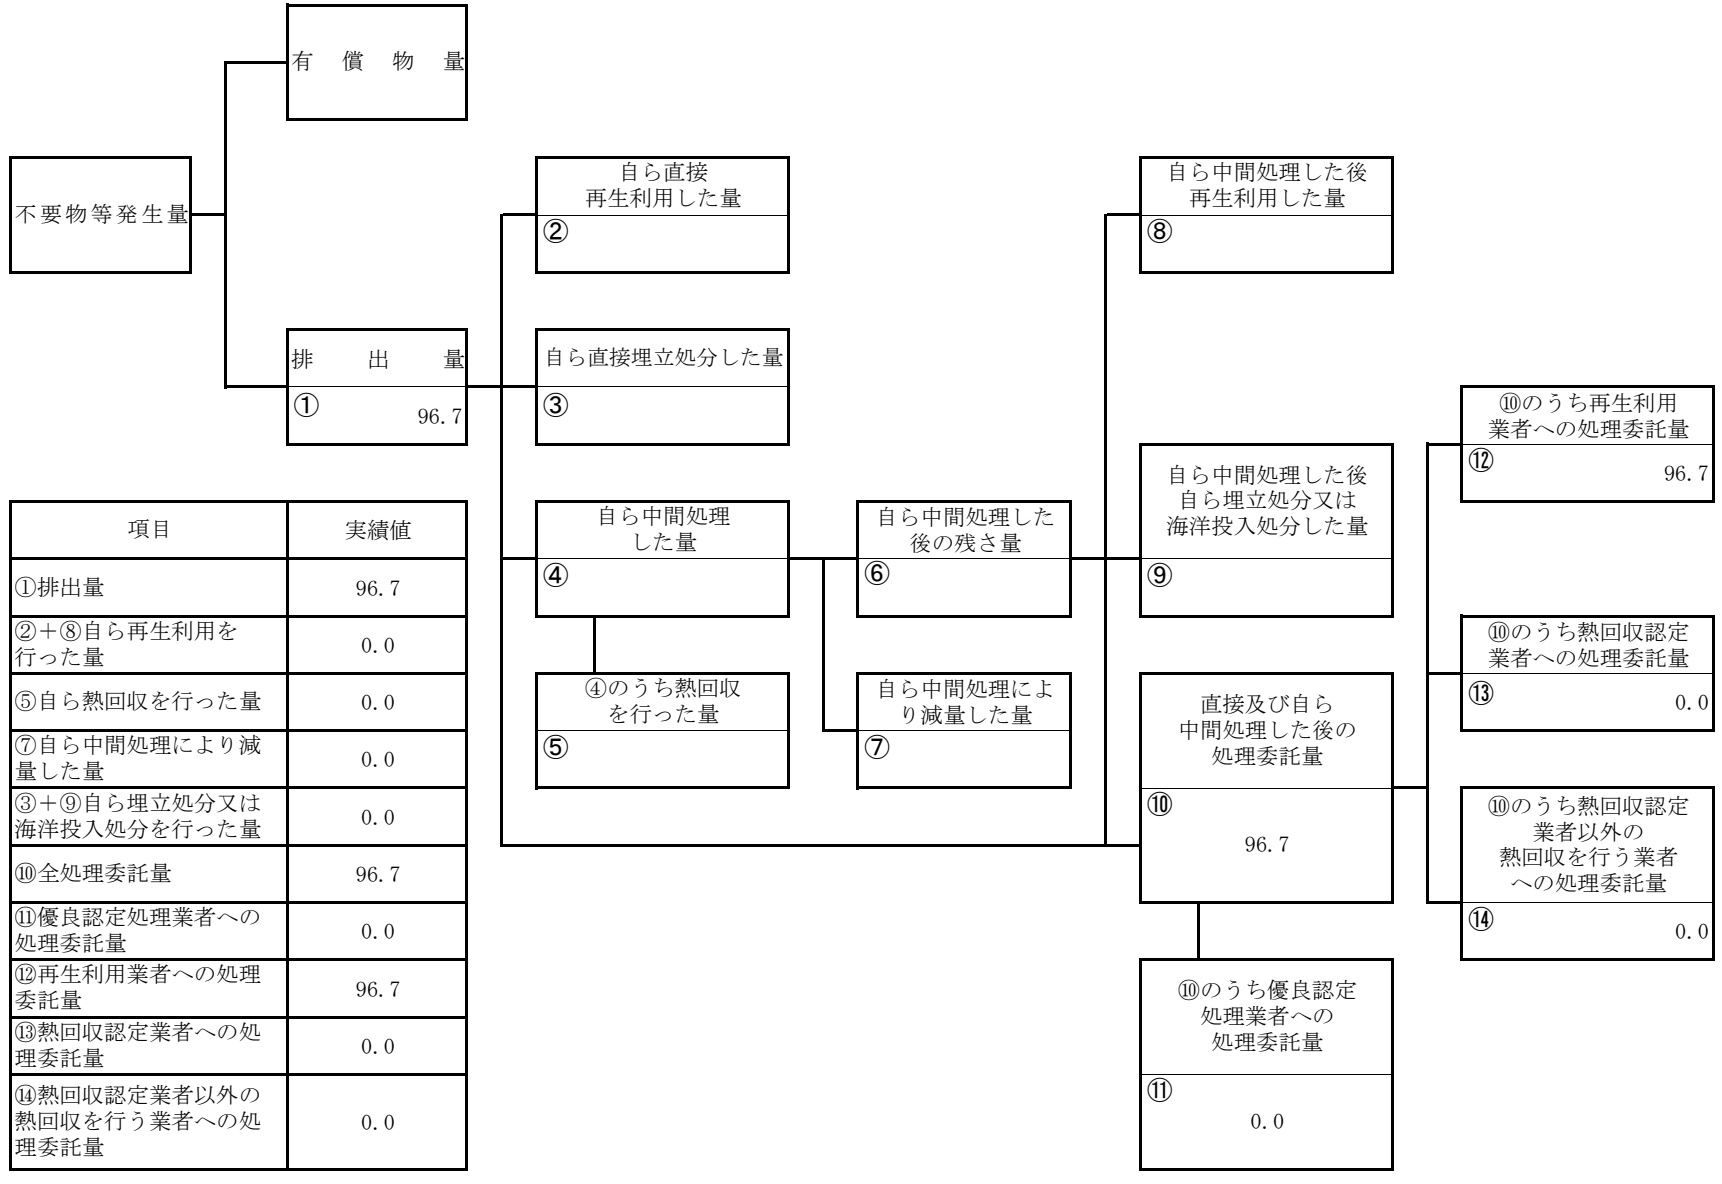 有償物量
不要物等発生量
排出量
①
96.7
自ら直接
再生利用した量
②
自ら直接埋立処分した量
③
自ら中間処理
した量
④
④のうち熱回収
を行った量
⑤
自ら中間処理した
後の残さ量
⑥
自ら中間処理によ
り減量した量
⑦
自ら中間処理した後
再生利用した量
⑧
自ら中間処理した後
自ら埋立処分又は
海洋投入処分した量
⑨
直接及び自ら
中間処理した後の
処理委託量
⑩
96.7
⑩のうち優良認定
処理業者への
処理委託量
⑪
0.0
⑩のうち再生利用
業者への処理委託量
⑫
96.7
⑩のうち熱回収認定
業者への処理委託量
⑬
0.0
⑩のうち熱回収認定
業者以外の
熱回収を行う業者
への処理委託量
⑭
0.0
項目 実績値
①排出量 96.7
②＋⑧自ら再生利用を
行った量 0.0
⑤自ら熱回収を行った量 0.0
⑦自ら中間処理により減
量した量 0.0
③＋⑨自ら埋立処分又は
海洋投入処分を行った量 0.0
⑩全処理委託量 96.7
⑪優良認定処理業者への
処理委託量 0.0
⑫再生利用業者への処理
委託量 96.7
⑬熱回収認定業者への処
理委託量 0.0
⑭熱回収認定業者以外の
熱回収を行う業者への処
理委託量 0.0